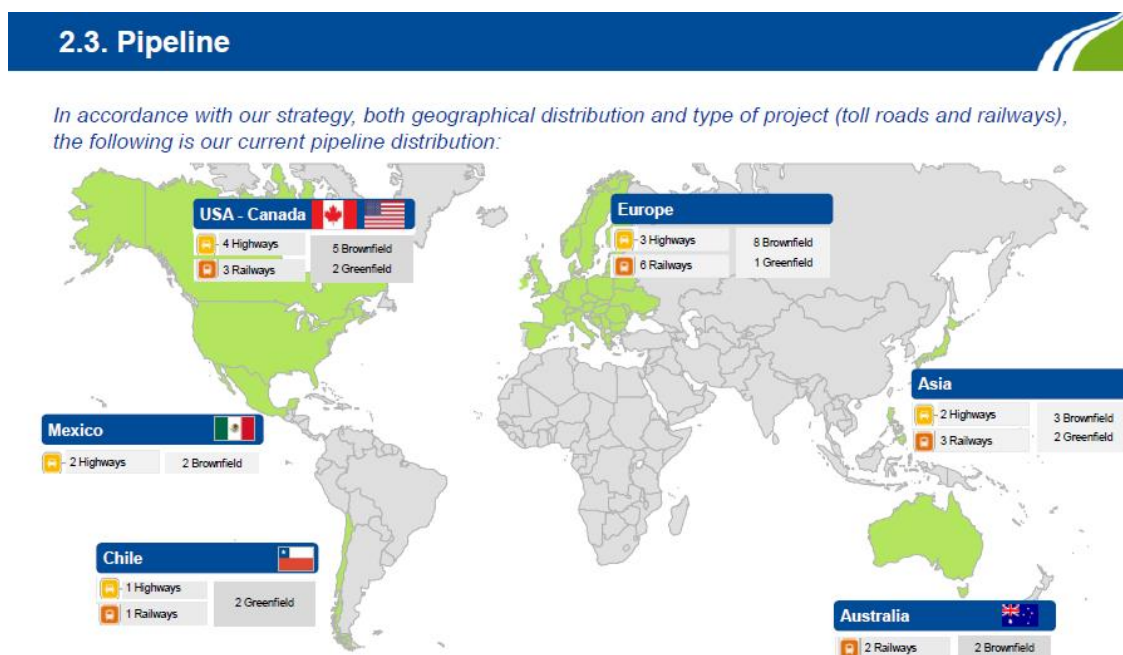 2.3. Pipeline
In accordance with our strategy, both geographical distribution and type of project (toll roads and railways),
the following is our current pipeline distribution:
USA - Canada
4 Highways
3 Railways
5 Brownfield
2 Greenfield
Europe
3 Highways
6 Railways
8 Brownfield
1 Greenfield
Asia
2 Highways
3 Railways
3 Brownfield
2 Greenfield
Mexico
2 Highways
2 Brownfield
Chile
1 Highways
1 Railways
2 Greenfield
Australia
2 Railways
2 Brownfield